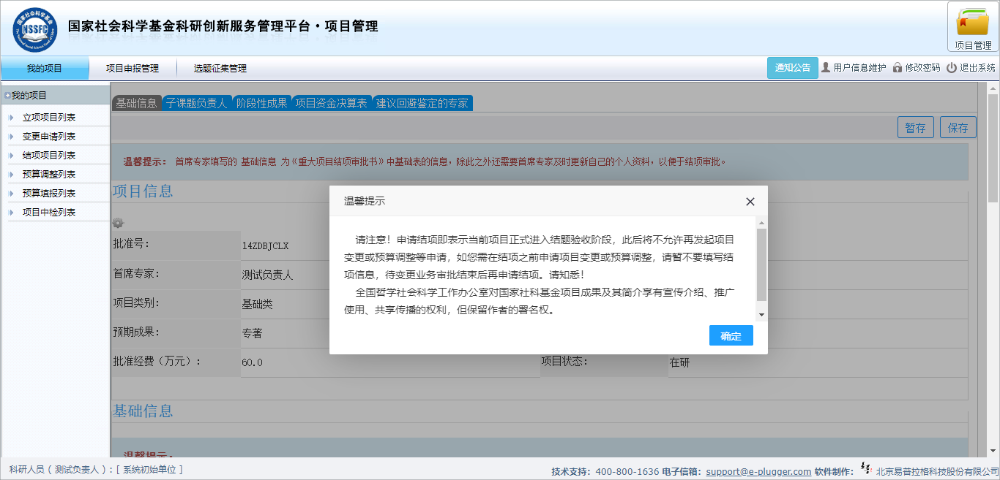 国家社会科学基金
NSSFC
国家社会科学基金科研创新服务管理平台·项目管理
项目管理
我的项目 项目申报管理 选题征集管理 通知公告 用户信息维护 修改密码 退出系统
我的项目
立项项目列表
变更申请列表
结项项目列表
预算调整列表
预算填报列表
项目中检列表
基础信息 子课题负责人 阶段性成果 项目资金决算表 建议回避鉴定的专家
暂存 保存
温馨提示： 首席专家填写的 基础信息 为《重大项目结项审批书》中基础表的信息，除此之外还需要首席专家及时更新自己的个人资料，以便于结项审批。
项目信息
批准号： 14ZDBJCLX
首席专家： 测试负责人
项目类别： 基础类
预期成果： 专著
批准经费（万元）： 60.0 项目状态： 在研
温馨提示
请注意！申请结项即表示当前项目正式进入结题验收阶段，此后将不允许再发起项目
变更或预算调整等申请，如您需在结项之前申请项目变更或预算调整，请暂不要填写结
项信息，待变更业务审批结束后再申请结项。请知悉！
全国哲学社会科学工作办公室对国家社科基金项目成果及其简介享有宣传介绍、推广
使用、共享传播的权利，但保留作者的署名权。
确定
基础信息
温馨提示：
科研人员 ( 测试负责人 ) : [ 系统初始单位 ]
技术支持： 400-800-1636 电子信箱： support@e-plugger.com 软件制作： 北京易普拉格科技股份有限公司